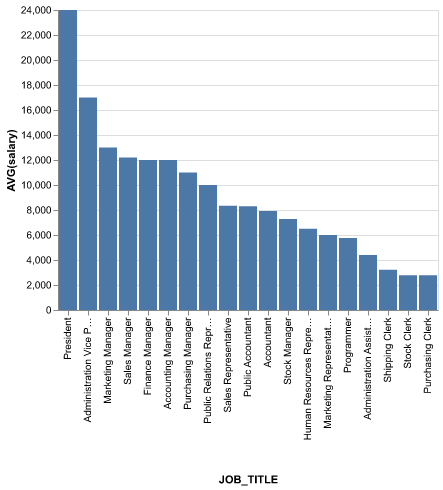 24,000
22,000
20,000
18,000
16,000
14,000
12,000
10,000
8,000
6,000
4,000
2,000
0
AVG(salary)
President
Administration Vice P…
Marketing Manager
Sales Manager
Finance Manager
Accounting Manager
Purchasing Manager
Public Relations Repr…
Sales Representative
Public Accountant
Accountant
Stock Manager
Human Resources Repre…
Marketing Representat…
Programmer
Administration Assist…
Shipping Clerk
Stock Clerk
Purchasing Clerk
JOB_TITLE